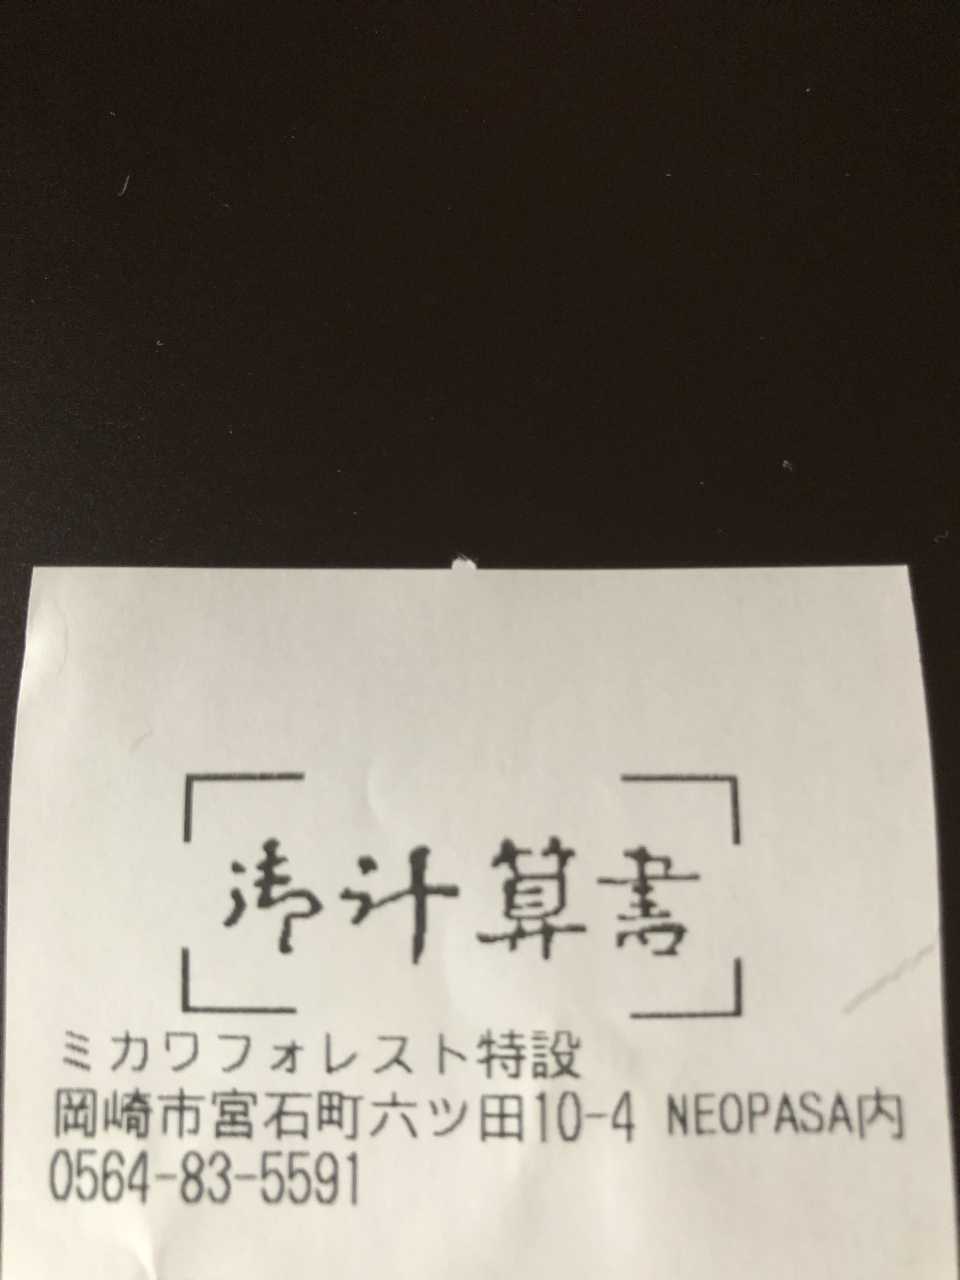 御計算書
ミカワフォレスト特設
岡崎市宮石町六ツ田10-4 NEOPASA内
0564-83-5591